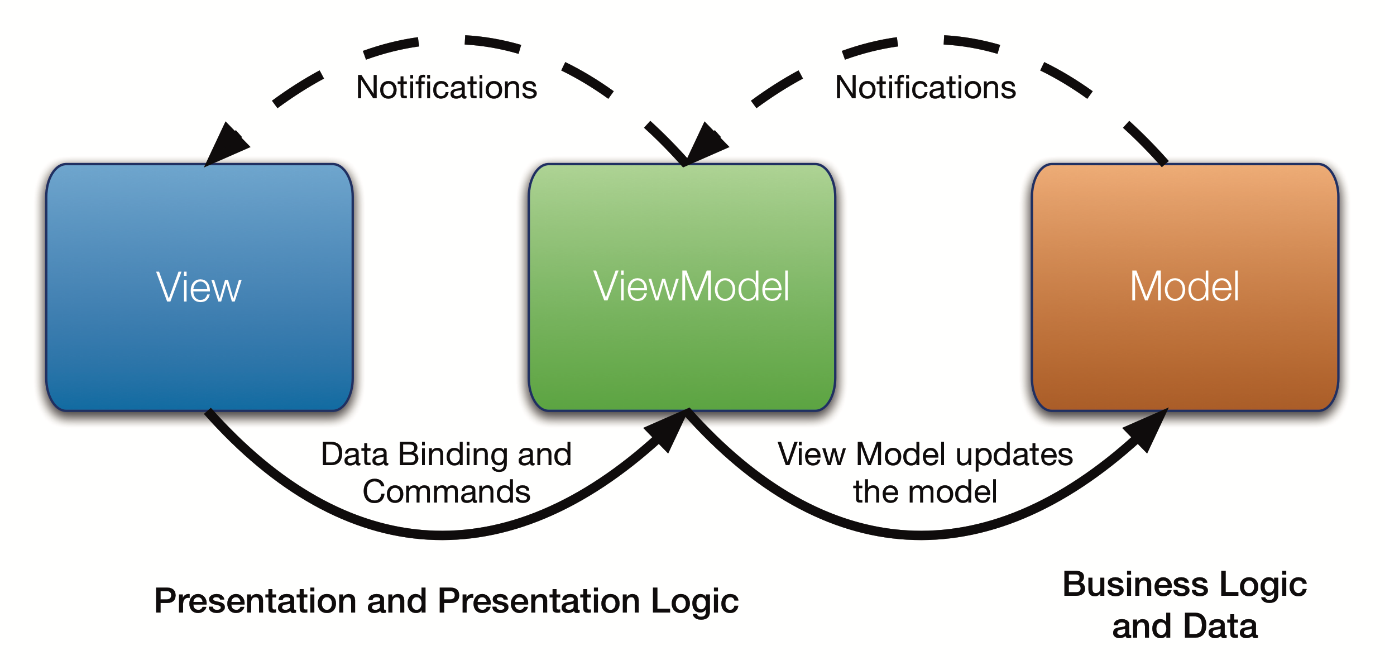 Notifications
Notifications
View
ViewModel
Model
Data Binding and
Commands
View Model updates
the model
Presentation and Presentation Logic
Business Logic
and Data